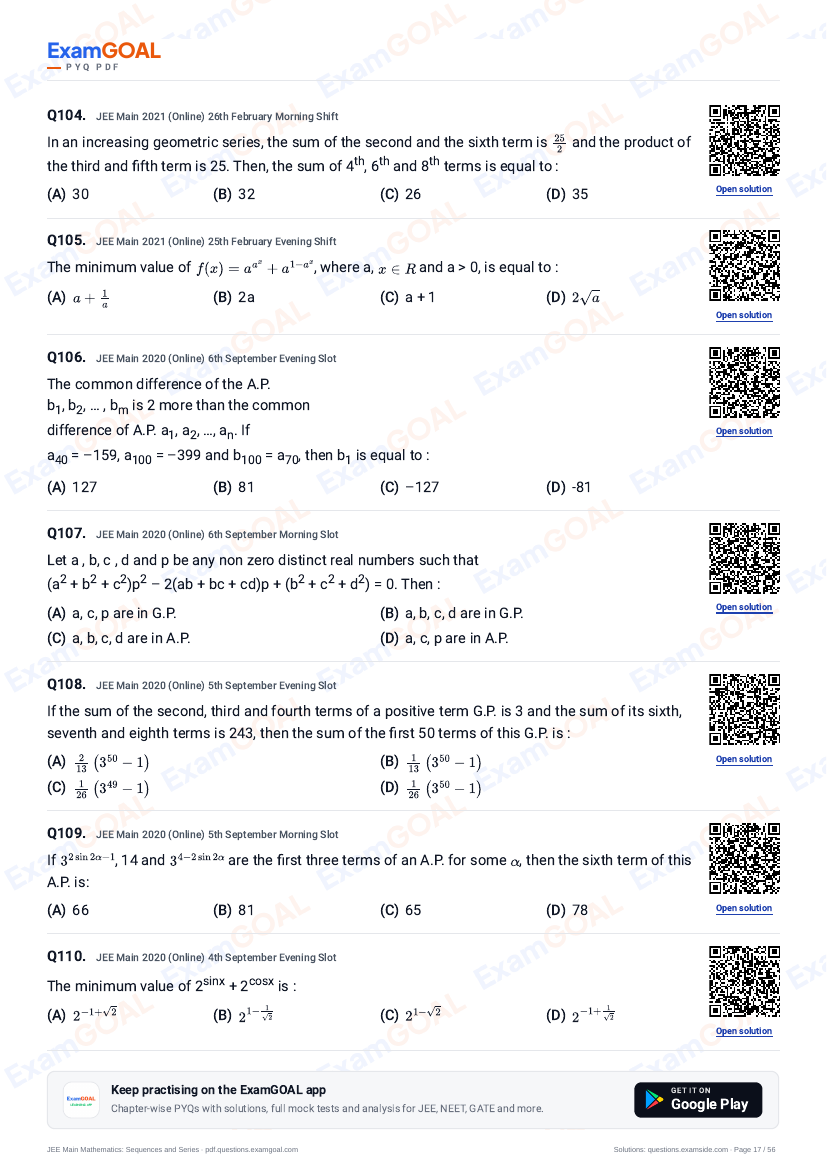 ExamGOAL
PYQ PDF
Q104. JEE Main 2021 (Online) 26th February Morning Shift
In an increasing geometric series, the sum of the second and the sixth term is 25/2 and the product of
the third and fifth term is 25. Then, the sum of 4th, 6th and 8th terms is equal to :
(A) 30 (B) 32 (C) 26 (D) 35
Open solution
Q105. JEE Main 2021 (Online) 25th February Evening Shift
The minimum value of f(x) = a^{a^x} + a^{1−a^x}, where a, x ∈ R and a > 0, is equal to :
(A) a + 1/a (B) 2a (C) a + 1 (D) 2√a
Open solution
Q106. JEE Main 2020 (Online) 6th September Evening Slot
The common difference of the A.P.
b₁, b₂, … , bₘ is 2 more than the common
difference of A.P. a₁, a₂, …, aₙ. If
a₄₀ = −159, a₁₀₀ = −399 and b₁₀₀ = a₇₀, then b₁ is equal to :
(A) 127 (B) 81 (C) −127 (D) -81
Open solution
Q107. JEE Main 2020 (Online) 6th September Morning Slot
Let a , b, c , d and p be any non zero distinct real numbers such that
(a² + b² + c²)p² − 2(ab + bc + cd)p + (b² + c² + d²) = 0. Then :
(A) a, c, p are in G.P. (B) a, b, c, d are in G.P.
(C) a, b, c, d are in A.P. (D) a, c, p are in A.P.
Open solution
Q108. JEE Main 2020 (Online) 5th September Evening Slot
If the sum of the second, third and fourth terms of a positive term G.P. is 3 and the sum of its sixth,
seventh and eighth terms is 243, then the sum of the first 50 terms of this G.P. is :
(A) 2/13 (3⁵⁰ − 1) (B) 1/13 (3⁵⁰ − 1)
(C) 1/26 (3⁴⁹ − 1) (D) 1/26 (3⁵⁰ − 1)
Open solution
Q109. JEE Main 2020 (Online) 5th September Morning Slot
If 3^{2 sin 2α−1}, 14 and 3^{4−2 sin 2α} are the first three terms of an A.P. for some α, then the sixth term of this
A.P. is:
(A) 66 (B) 81 (C) 65 (D) 78
Open solution
Q110. JEE Main 2020 (Online) 4th September Evening Slot
The minimum value of 2^{sinx} + 2^{cosx} is :
(A) 2^{−1+√2} (B) 2^{1−1/√2} (C) 2^{1−√2} (D) 2^{−1+1/√2}
Open solution
Keep practising on the ExamGOAL app
Chapter-wise PYQs with solutions, full mock tests and analysis for JEE, NEET, GATE and more.
GET IT ON
Google Play
JEE Main Mathematics: Sequences and Series · pdf.questions.examgoal.com
Solutions: questions.examside.com · Page 17 / 56